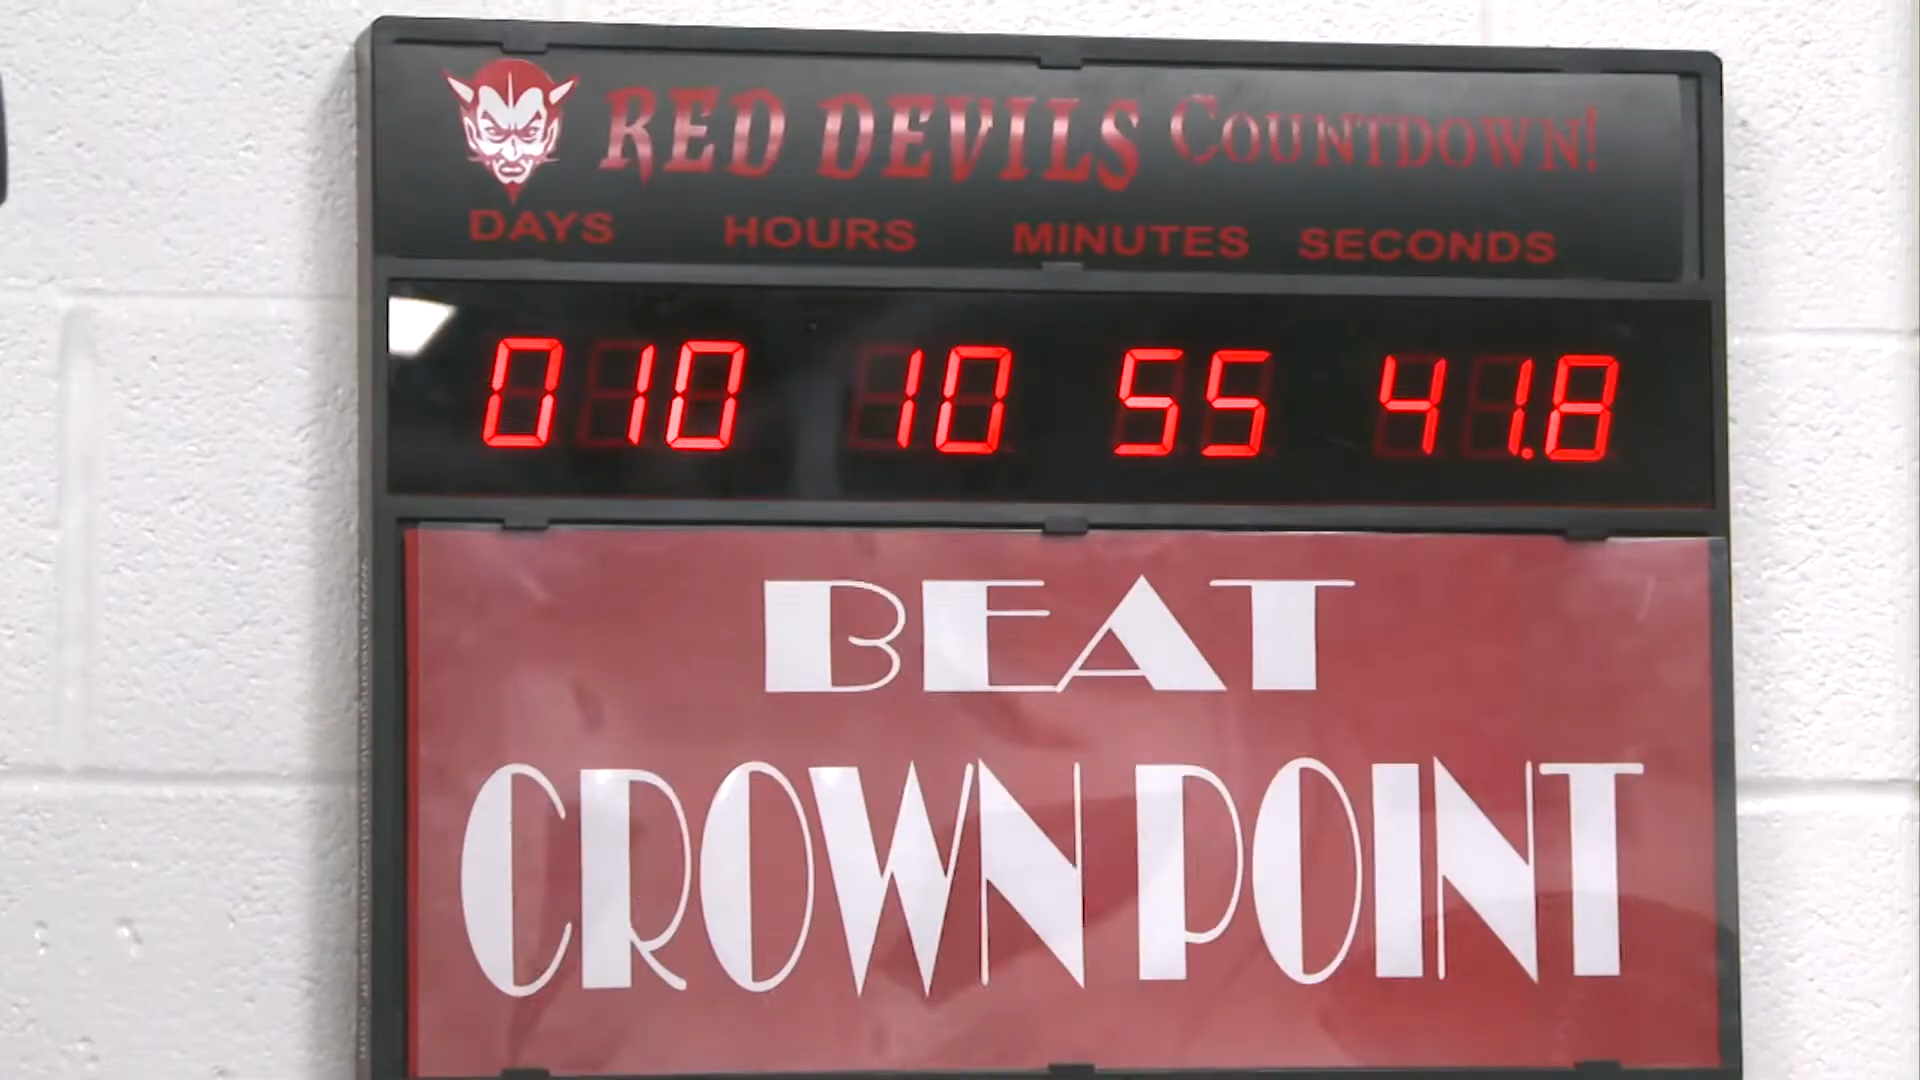 RED DEVILS COUNTDOWN!
DAYS HOURS MINUTES SECONDS
010 10 55 41.8
BEAT
CROWN POINT